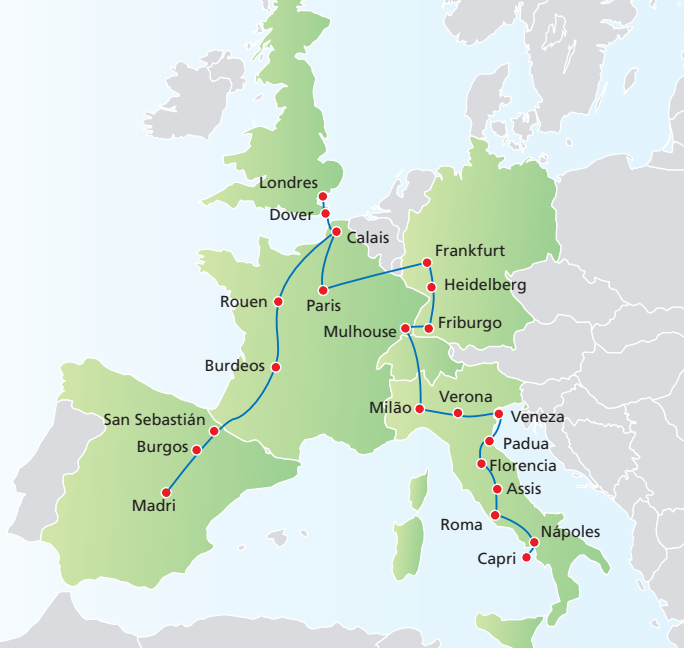 Londres
Dover
Calais
Frankfurt
Heidelberg
Rouen
Paris
Mulhouse
Friburgo
Burdeos
Milão
Verona
Veneza
San Sebastián
Burgos
Padua
Florencia
Assis
Madri
Roma
Nápoles
Capri